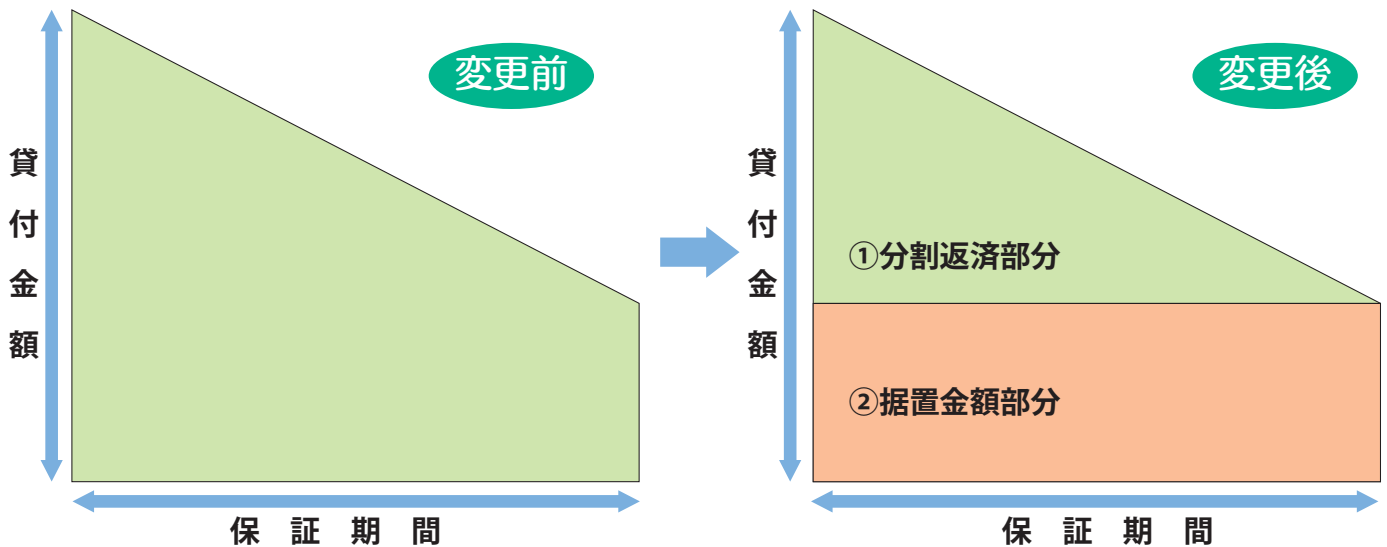 変更前
貸付金額
保証期間
変更後
貸付金額
①分割返済部分
②据置金額部分
保証期間